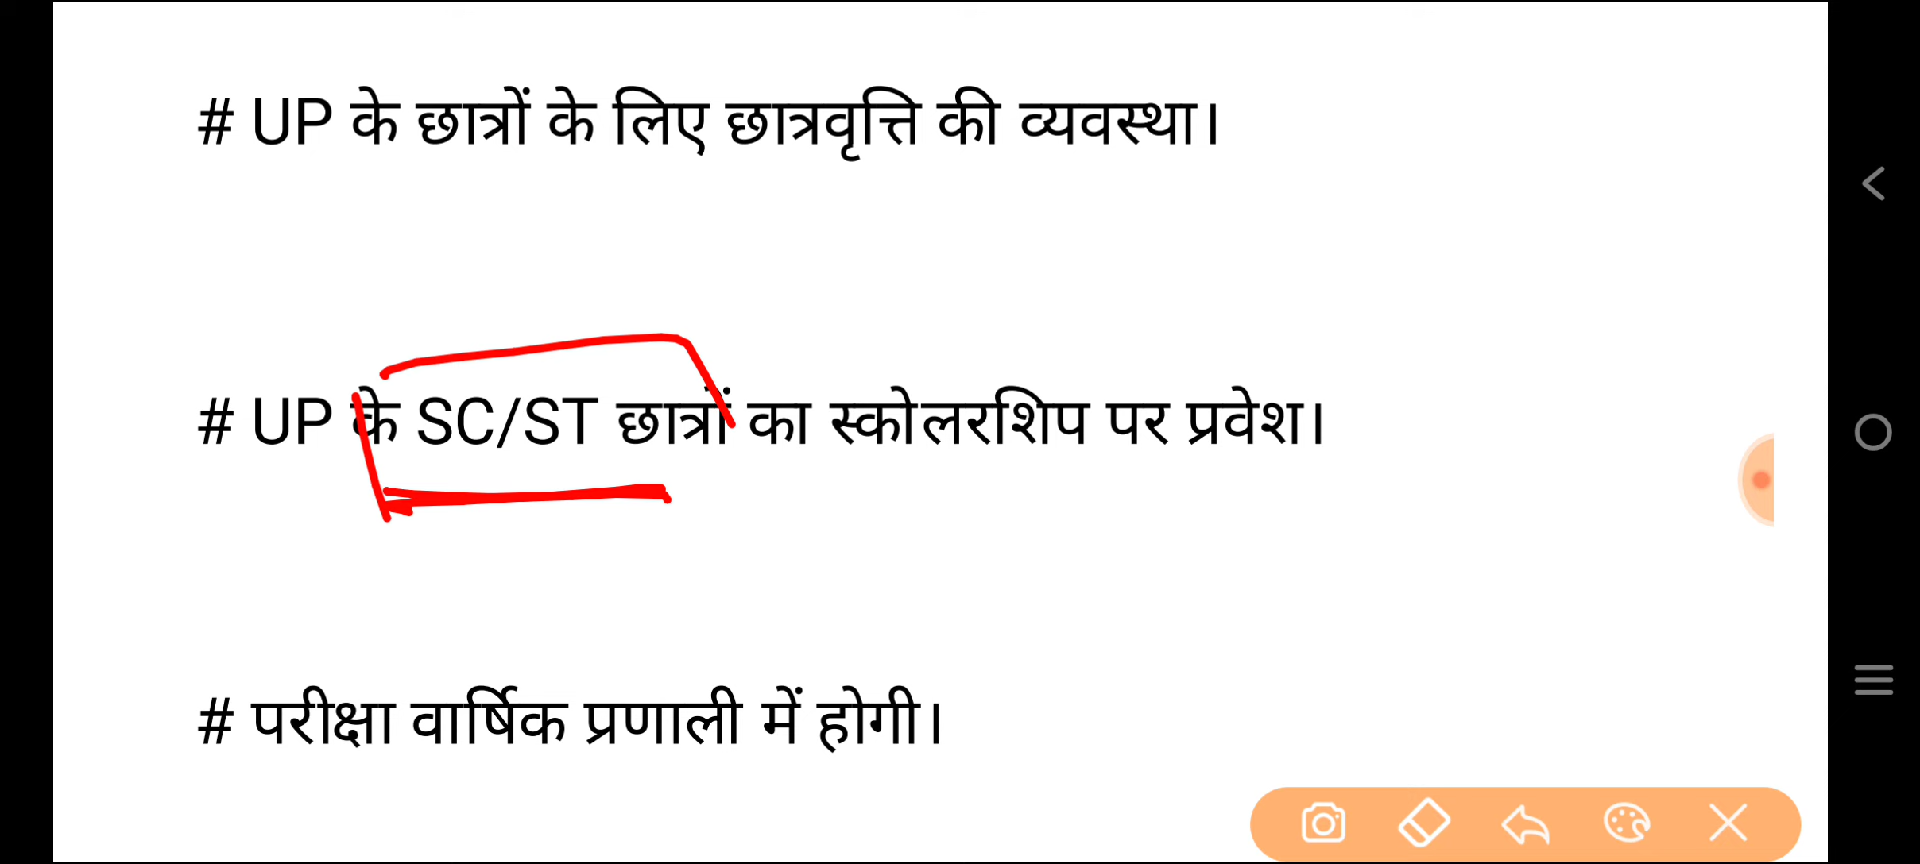 # UP के छात्रों के लिए छात्रवृत्ति की व्यवस्था।
# UP के SC/ST छात्रों का स्कोलरशिप पर प्रवेश।
# परीक्षा वार्षिक प्रणाली में होगी।